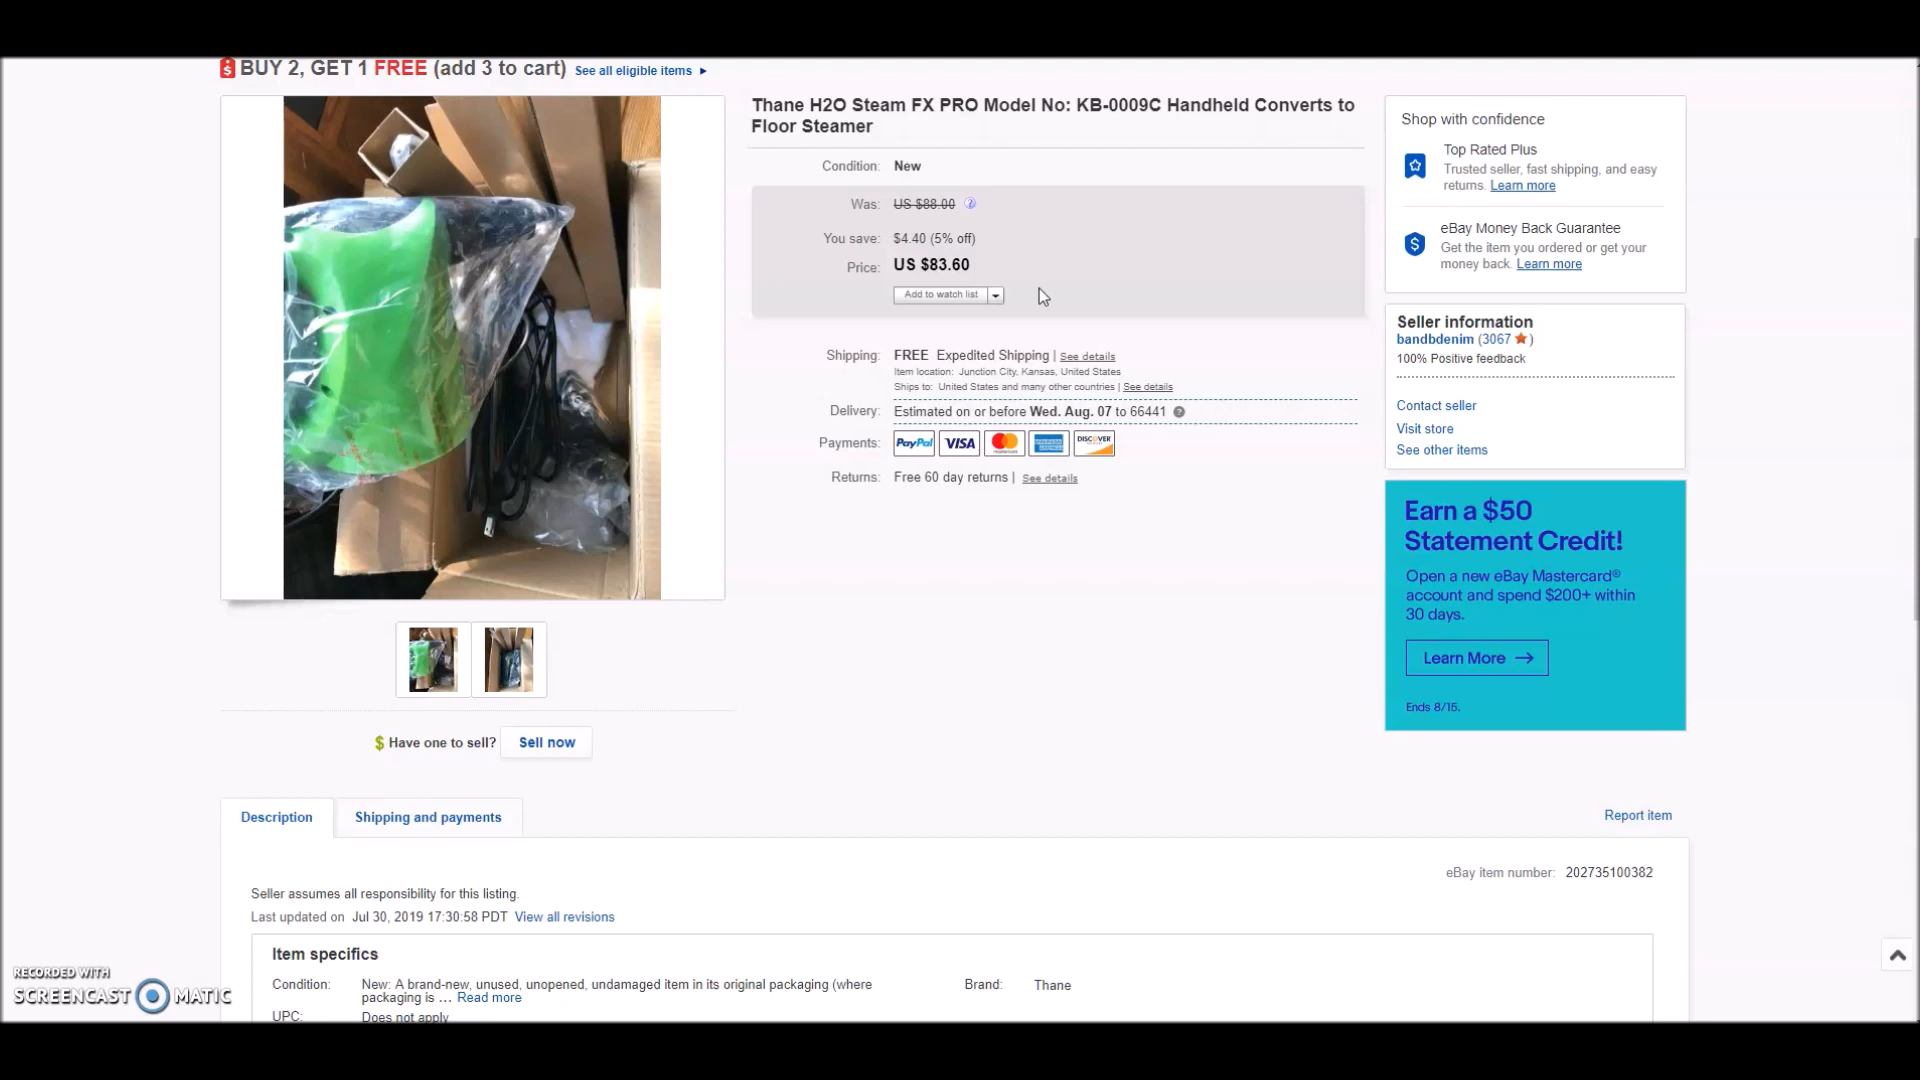 BUY 2, GET 1 FREE (add 3 to cart) See all eligible items
Thane H2O Steam FX PRO Model No: KB-0009C Handheld Converts to
Floor Steamer
Condition: New
Was: US $88.00
You save: $4.40 (5% off)
Price: US $83.60
Add to watch list
Shipping: FREE Expedited Shipping | See details
Item location: Junction City, Kansas, United States
Ships to: United States and many other countries | See details
Delivery: Estimated on or before Wed. Aug. 07 to 66441
Payments: PayPal VISA MasterCard AMERICAN EXPRESS DISCOVER
Returns: Free 60 day returns | See details
Shop with confidence
Top Rated Plus
Trusted seller, fast shipping, and easy
returns. Learn more
eBay Money Back Guarantee
Get the item you ordered or get your
money back. Learn more
Seller information
bandbdenim (3067)
100% Positive feedback
Contact seller
Visit store
See other items
Earn a $50
Statement Credit!
Open a new eBay Mastercard®
account and spend $200+ within
30 days.
Learn More →
Ends 8/15.
$ Have one to sell? Sell now
Description Shipping and payments
Report item
eBay item number: 202735100382
Seller assumes all responsibility for this listing.
Last updated on Jul 30, 2019 17:30:58 PDT View all revisions
Item specifics
Condition: New: A brand-new, unused, unopened, undamaged item in its original packaging (where
packaging is ... Read more
Brand: Thane
UPC: Does not apply
RECORDED WITH
SCREENCAST MATIC